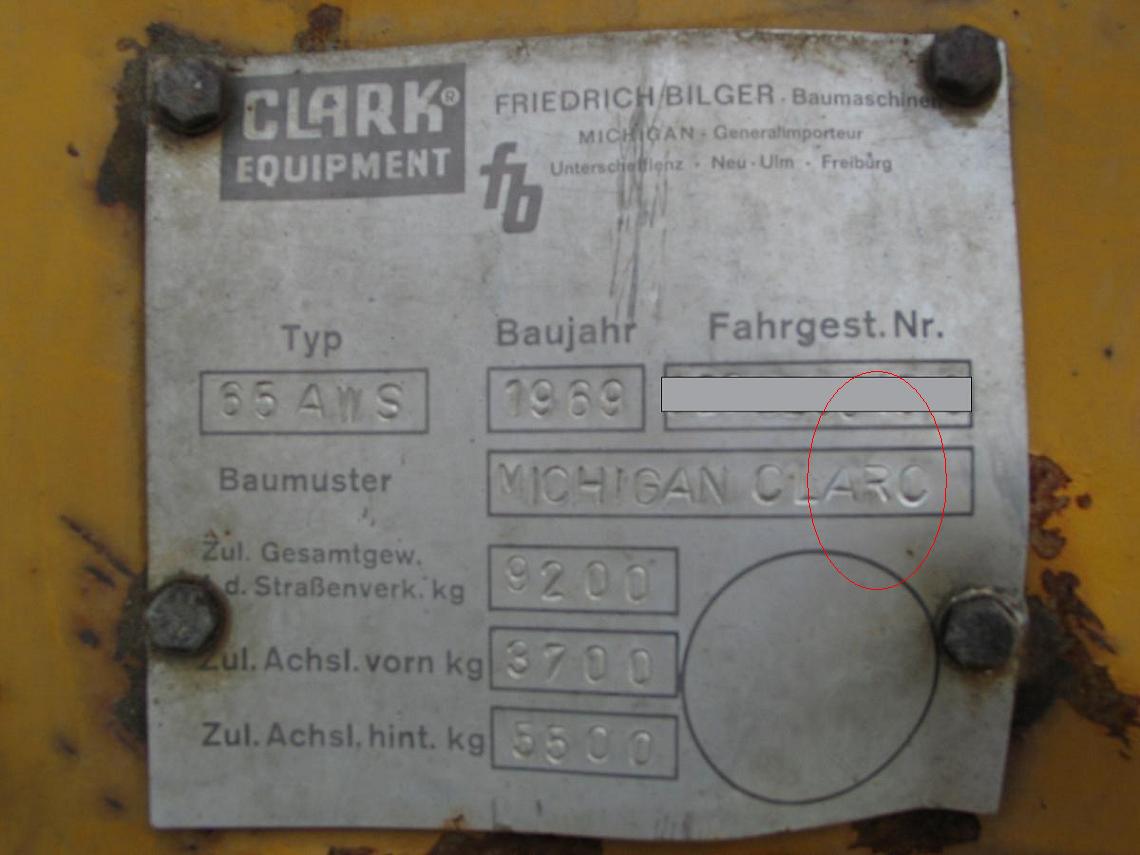 CLARK®
EQUIPMENT
FRIEDRICH BILGER · Baumaschinen
MICHIGAN - Generalimporteur
fb
Unterschefflenz · Neu-Ulm · Freiburg
Typ Baujahr Fahrgest. Nr.
65 AWS 1969
Baumuster MICHIGAN CLARC
Zul. Gesamtgew.
d. Straßenverk. kg 9200
Zul. Achsl. vorn kg 3700
Zul. Achsl. hint. kg 5500